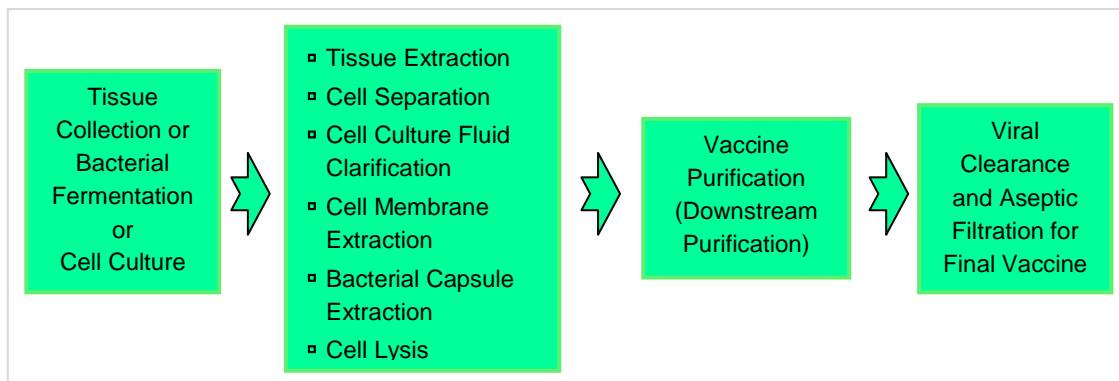 Tissue
Collection or
Bacterial
Fermentation
or
Cell Culture
Tissue Extraction
Cell Separation
Cell Culture Fluid
Clarification
Cell Membrane
Extraction
Bacterial Capsule
Extraction
Cell Lysis
Vaccine
Purification
(Downstream
Purification)
Viral
Clearance
and Aseptic
Filtration for
Final Vaccine